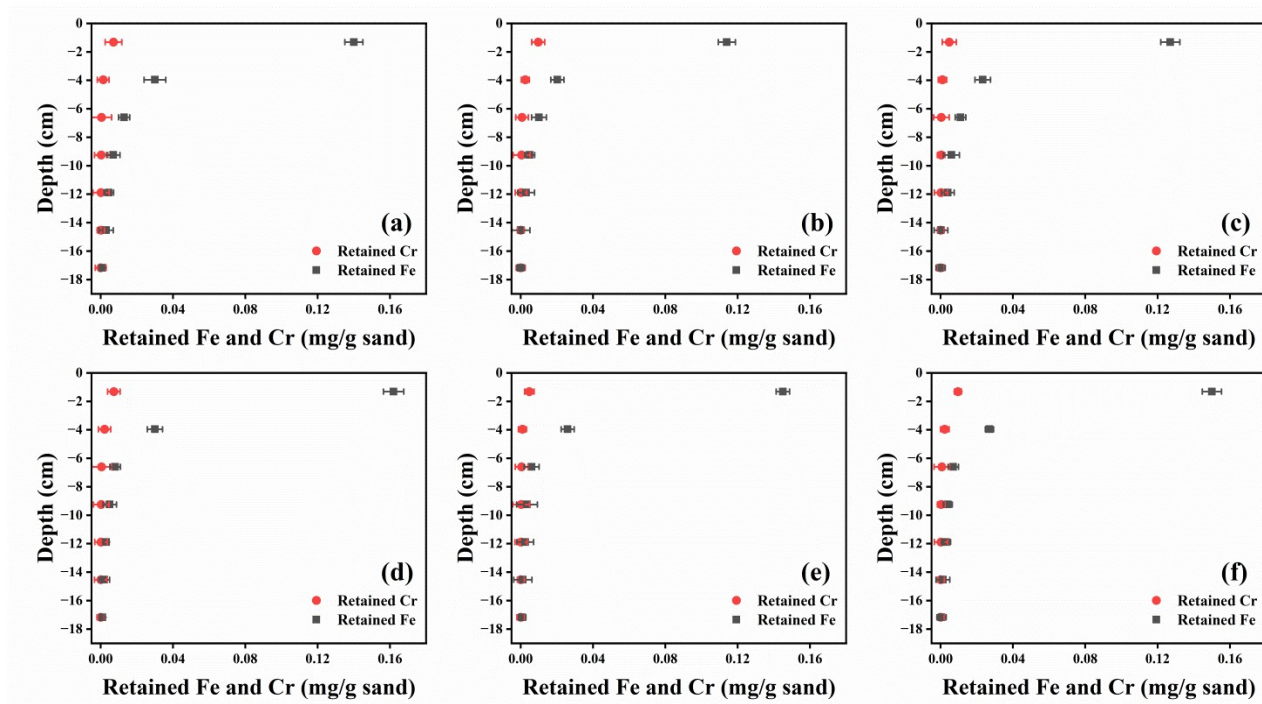 0
−2
−4
−6
−8
−10
−12
−14
−16
−18
Depth (cm)
(a)
Retained Cr
Retained Fe
0.00 0.04 0.08 0.12 0.16
Retained Fe and Cr (mg/g sand)
0
−2
−4
−6
−8
−10
−12
−14
−16
−18
Depth (cm)
(b)
Retained Cr
Retained Fe
0.00 0.04 0.08 0.12 0.16
Retained Fe and Cr (mg/g sand)
0
−2
−4
−6
−8
−10
−12
−14
−16
−18
Depth (cm)
(c)
Retained Cr
Retained Fe
0.00 0.04 0.08 0.12 0.16
Retained Fe and Cr (mg/g sand)
0
−2
−4
−6
−8
−10
−12
−14
−16
−18
Depth (cm)
(d)
Retained Cr
Retained Fe
0.00 0.04 0.08 0.12 0.16
Retained Fe and Cr (mg/g sand)
0
−2
−4
−6
−8
−10
−12
−14
−16
−18
Depth (cm)
(e)
Retained Cr
Retained Fe
0.00 0.04 0.08 0.12 0.16
Retained Fe and Cr (mg/g sand)
0
−2
−4
−6
−8
−10
−12
−14
−16
−18
Depth (cm)
(f)
Retained Cr
Retained Fe
0.00 0.04 0.08 0.12 0.16
Retained Fe and Cr (mg/g sand)